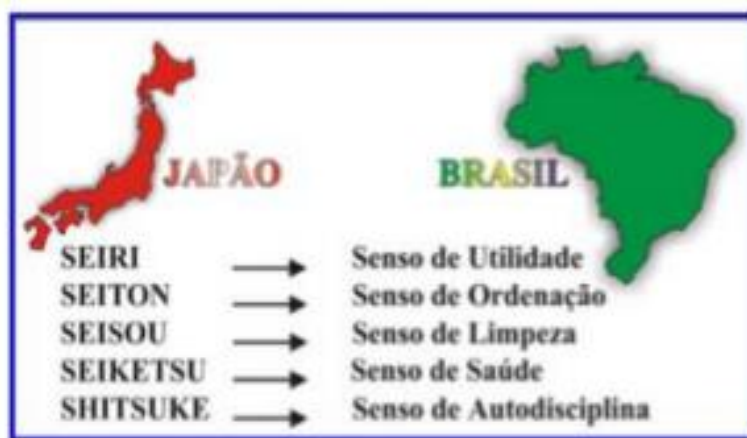 JAPÃO BRASIL
SEIRI Senso de Utilidade
SEITON Senso de Ordenação
SEISOU Senso de Limpeza
SEIKETSU Senso de Saúde
SHITSUKE Senso de Autodisciplina